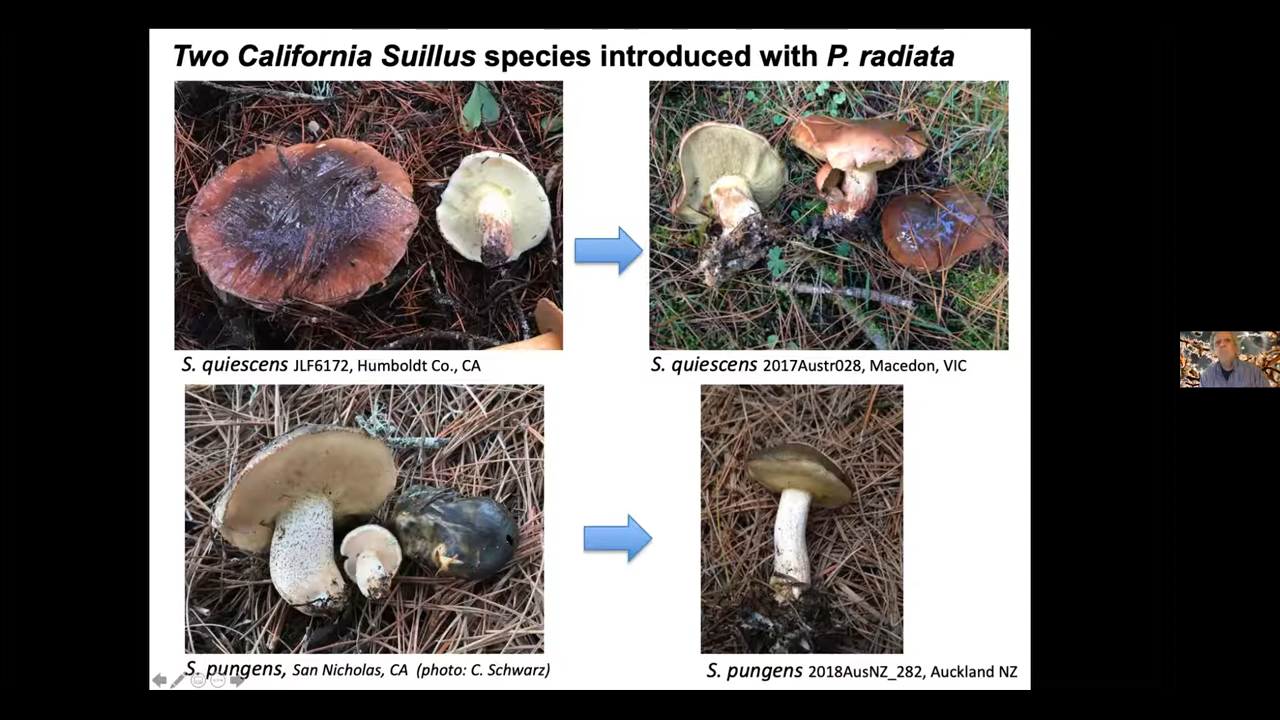 Two California Suillus species introduced with P. radiata
S. quiescens JLF6172, Humboldt Co., CA
S. quiescens 2017Austr028, Macedon, VIC
S. pungens, San Nicholas, CA (photo: C. Schwarz)
S. pungens 2018AusNZ_282, Auckland NZ